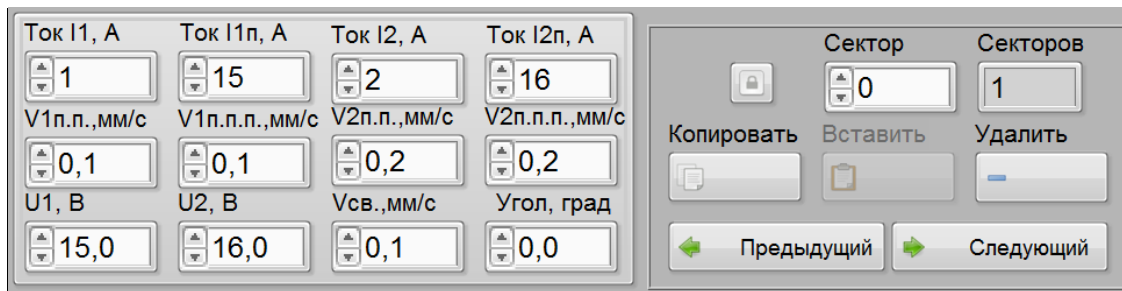 Ток I1, А Ток I1п, А Ток I2, А Ток I2п, А
1 15 2 16
V1п.п.,мм/с V1п.п.п.,мм/с V2п.п.,мм/с V2п.п.п.,мм/с
0,1 0,1 0,2 0,2
U1, В U2, В Vсв.,мм/с Угол, град
15,0 16,0 0,1 0,0
Сектор Секторов
0 1
Копировать Вставить Удалить
Предыдущий Следующий